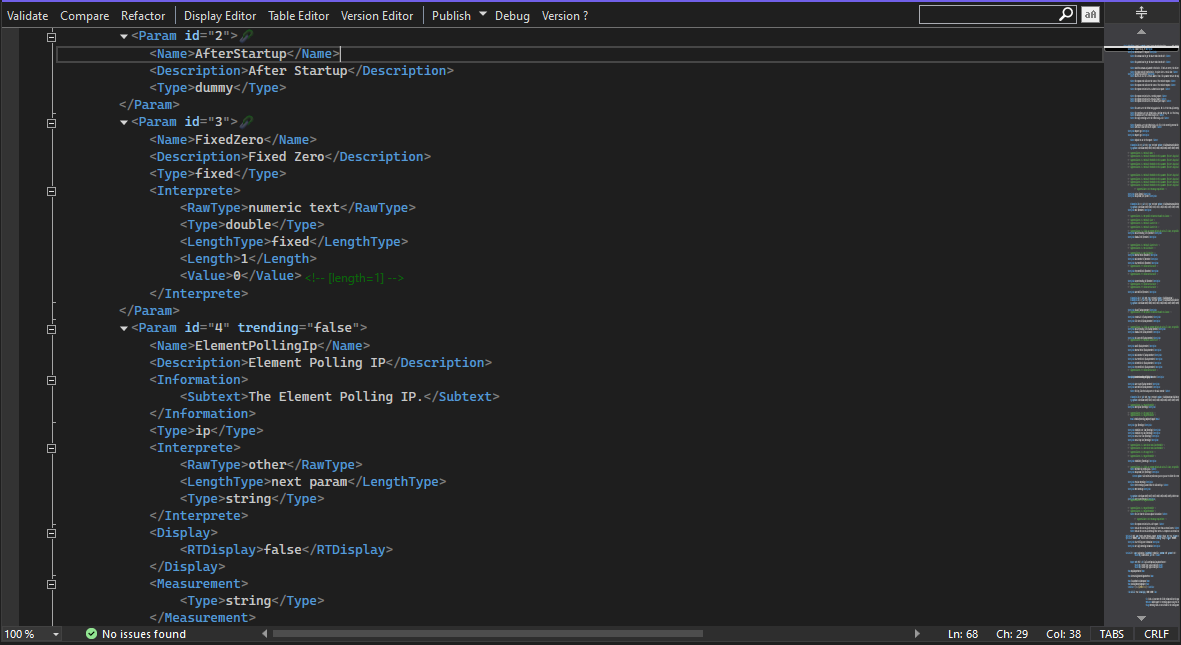 Validate Compare Refactor Display Editor Table Editor Version Editor Publish Debug Version ? aā
<Param id="2">
<Name>AfterStartup</Name>
<Description>After Startup</Description>
<Type>dummy</Type>
</Param>
<Param id="3">
<Name>FixedZero</Name>
<Description>Fixed Zero</Description>
<Type>fixed</Type>
<Interprete>
<RawType>numeric text</RawType>
<Type>double</Type>
<LengthType>fixed</LengthType>
<Length>1</Length>
<Value>0</Value> <!-- [length=1] -->
</Interprete>
</Param>
<Param id="4" trending="false">
<Name>ElementPollingIp</Name>
<Description>Element Polling IP</Description>
<Information>
<Subtext>The Element Polling IP.</Subtext>
</Information>
<Type>ip</Type>
<Interprete>
<RawType>other</RawType>
<LengthType>next param</LengthType>
<Type>string</Type>
</Interprete>
<Display>
<RTDisplay>false</RTDisplay>
</Display>
<Measurement>
<Type>string</Type>
</Measurement>
100 % No issues found Ln: 68 Ch: 29 Col: 38 TABS CRLF